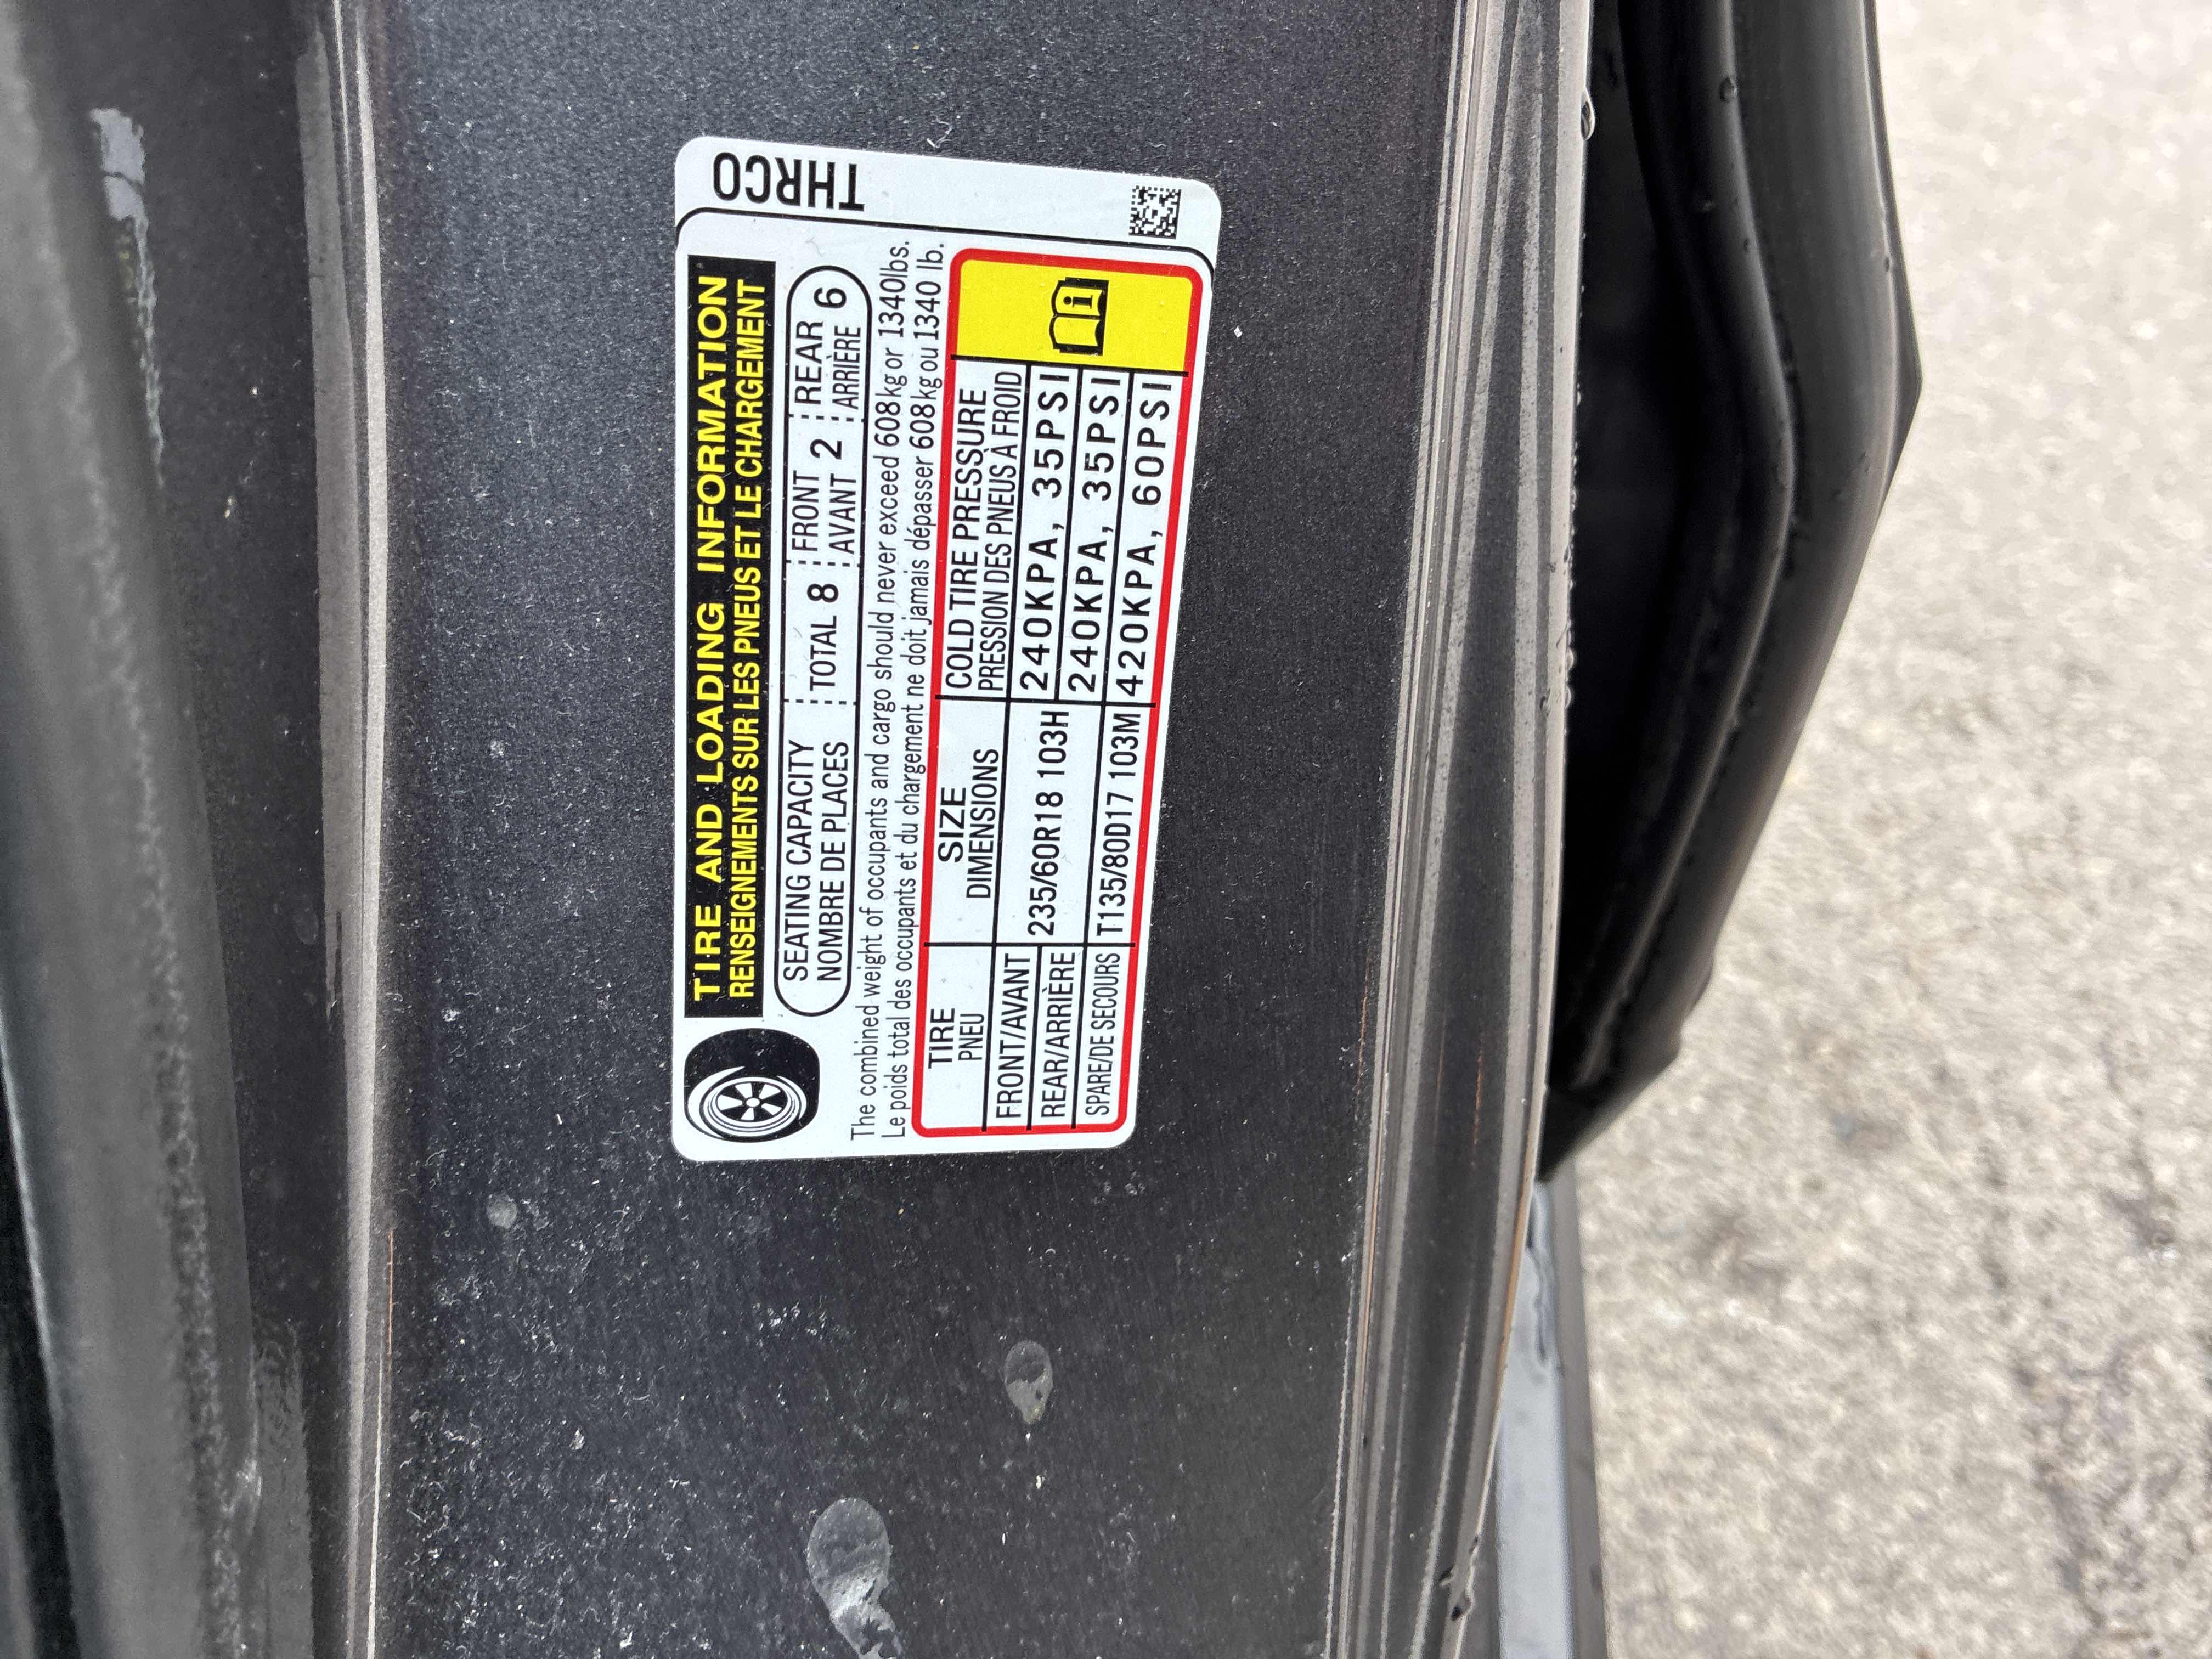 TIRE AND LOADING INFORMATION
RENSEIGNEMENTS SUR LES PNEUS ET LE CHARGEMENT
SEATING CAPACITY TOTAL 8 FRONT 2 REAR 6
NOMBRE DE PLACES AVANT ARRIÈRE
The combined weight of occupants and cargo should never exceed 608kg or 1340lbs.
Le poids total des occupants et du chargement ne doit jamais dépasser 608kg ou 1340 lb.
TIRE SIZE COLD TIRE PRESSURE
PNEU DIMENSIONS PRESSION DES PNEUS À FROID
FRONT/AVANT 235/60R18 103H 240KPA, 35PSI
REAR/ARRIÈRE 240KPA, 35PSI
SPARE/DE SECOURS T135/80D17 103M 420KPA, 60PSI
THRC0